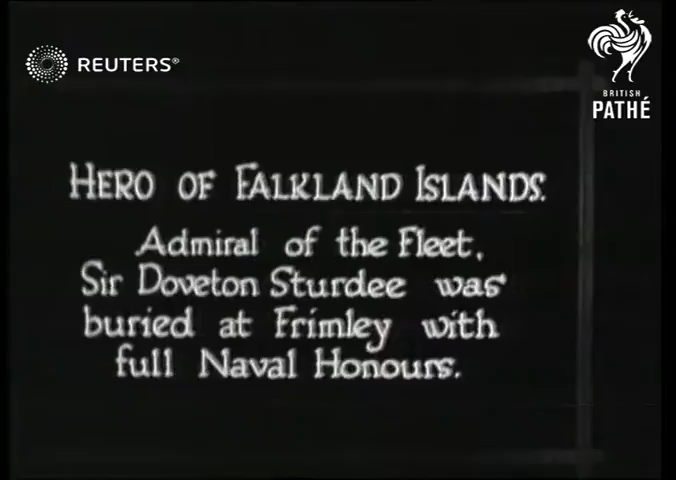 REUTERS®
BRITISH
PATHÉ
HERO OF FALKLAND ISLANDS.
Admiral of the Fleet,
Sir Doveton Sturdee was
buried at Frimley with
full Naval Honours.